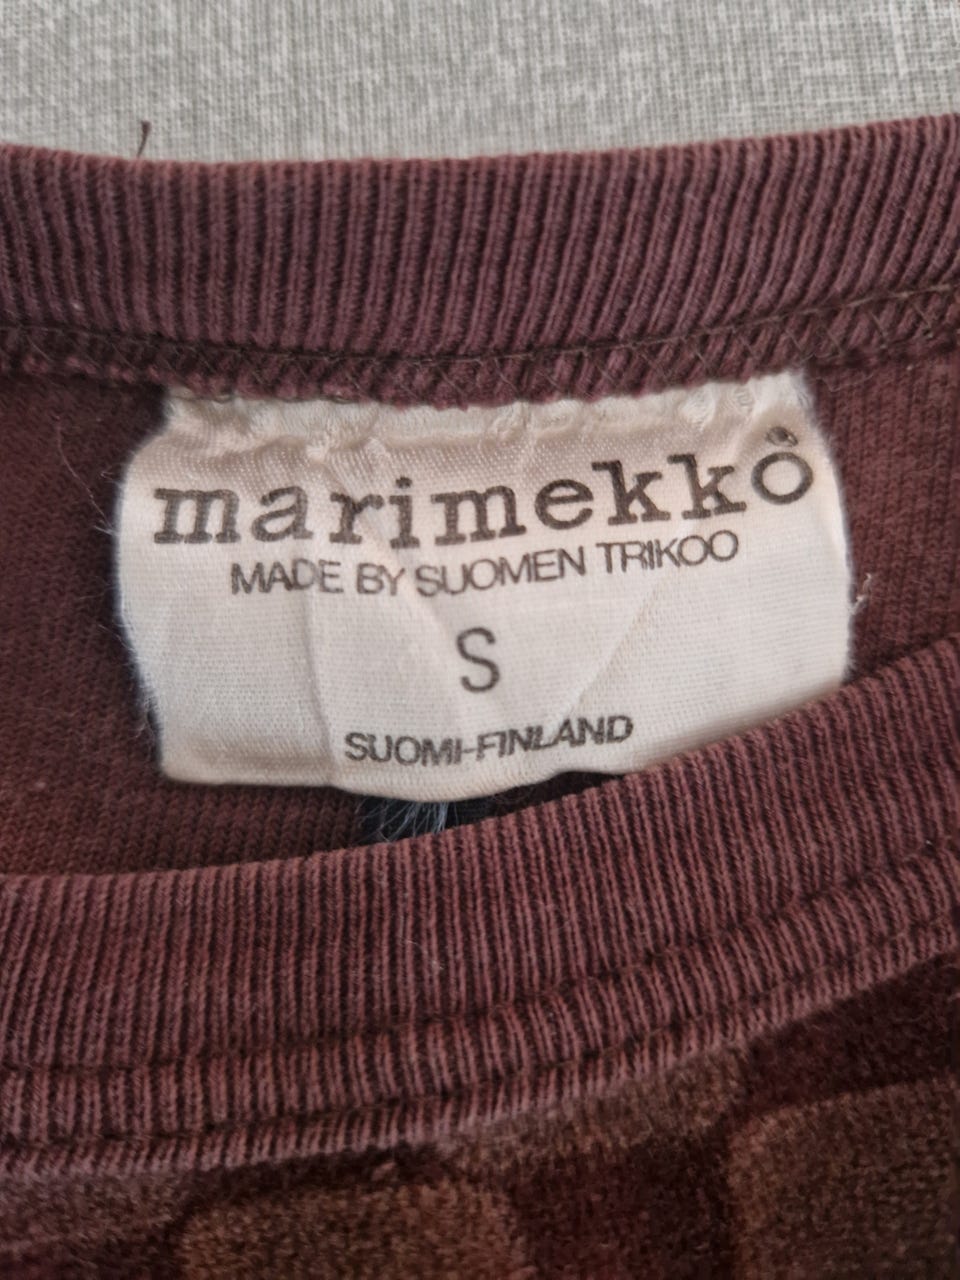 marimekko
MADE BY SUOMEN TRIKOO
S
SUOMI-FINLAND